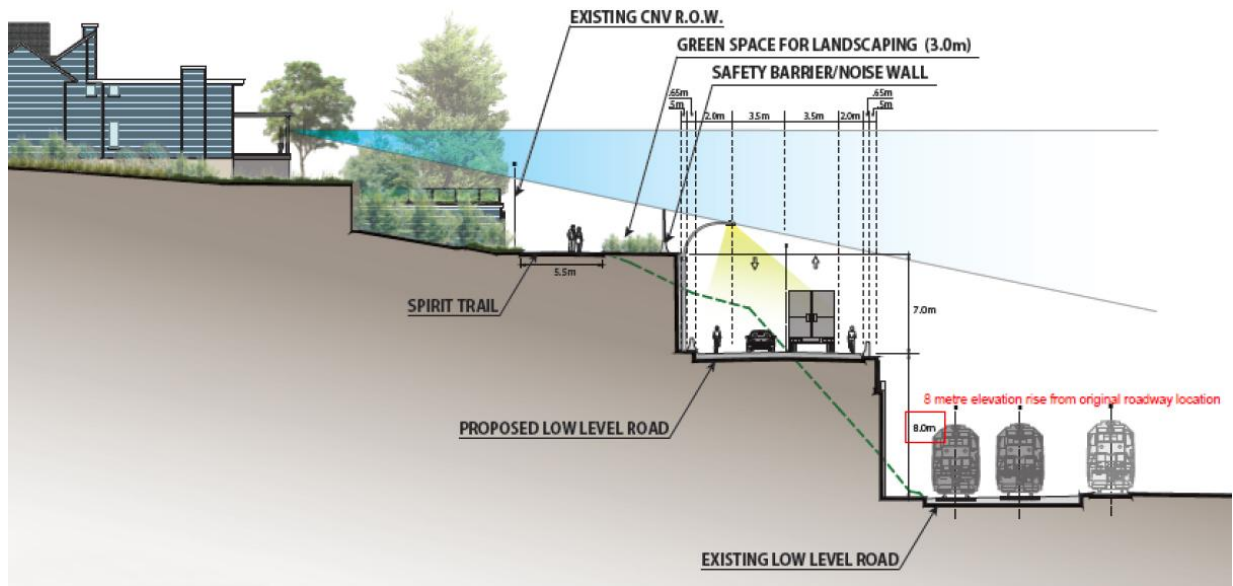 EXISTING CNV R.O.W.
GREEN SPACE FOR LANDSCAPING (3.0m)
SAFETY BARRIER/NOISE WALL
.65m .65m
.5m .5m
2.0m 3.5m 3.5m 2.0m
5.5m
SPIRIT TRAIL
7.0m
8 metre elevation rise from original roadway location
PROPOSED LOW LEVEL ROAD
8.0m
EXISTING LOW LEVEL ROAD